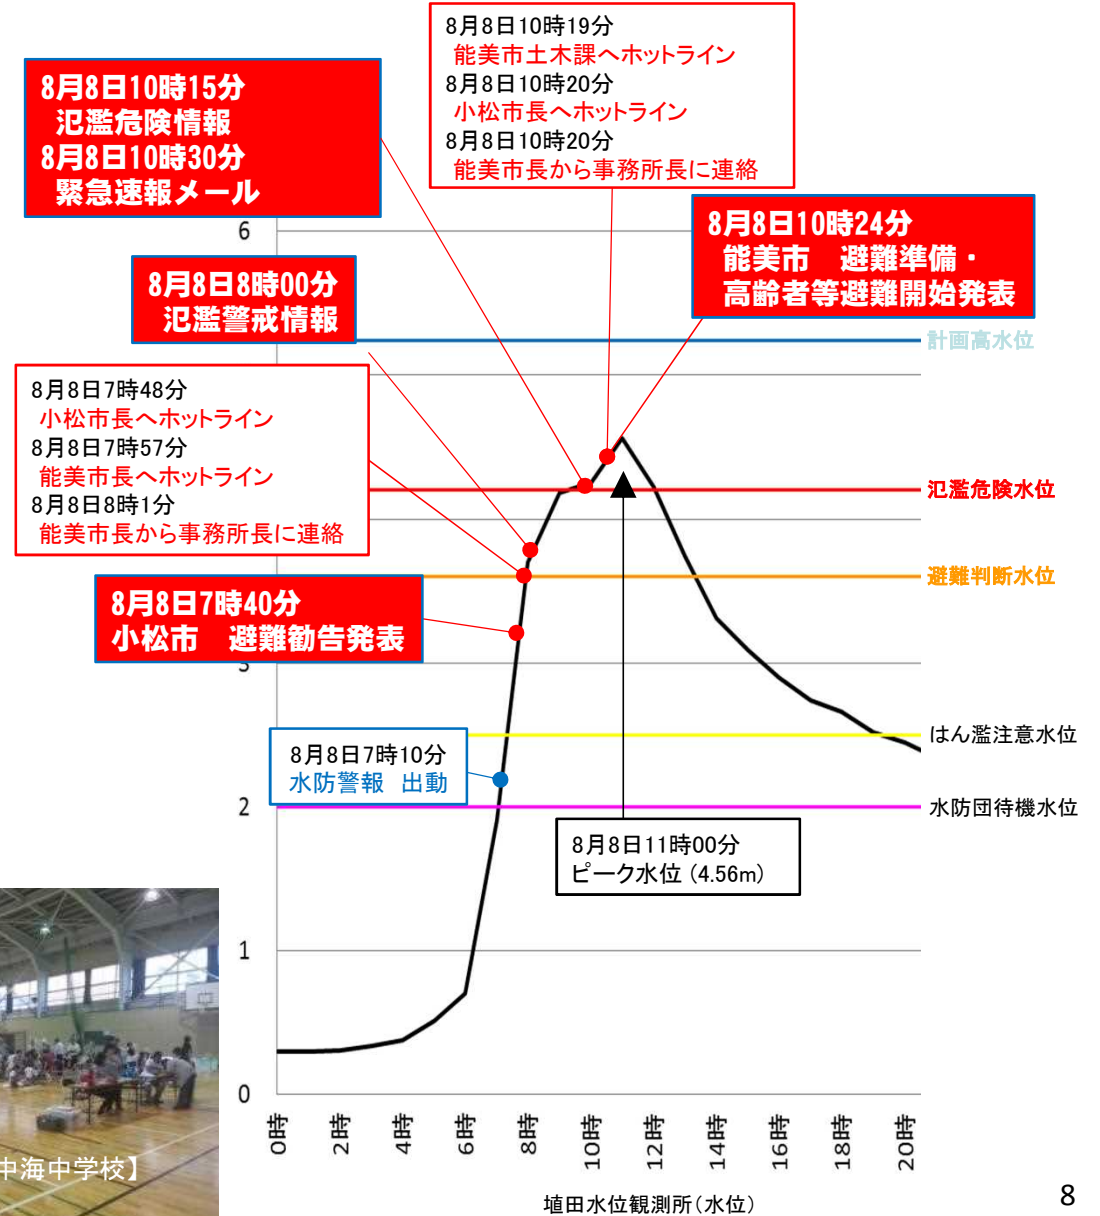 8月8日10時19分
能美市土木課へホットライン
8月8日10時20分
小松市長へホットライン
8月8日10時20分
能美市長から事務所長に連絡
8月8日10時15分
氾濫危険情報
8月8日10時30分
緊急速報メール
8月8日10時24分
能美市　避難準備・
高齢者等避難開始発表
6
8月8日8時00分
氾濫警戒情報
計画高水位
8月8日7時48分
小松市長へホットライン
8月8日7時57分
能美市長へホットライン
8月8日8時1分
能美市長から事務所長に連絡
氾濫危険水位
避難判断水位
8月8日7時40分
小松市　避難勧告発表
3
はん濫注意水位
8月8日7時10分
水防警報　出動
2
水防団待機水位
8月8日11時00分
ピーク水位 (4.56m)
1
0
0時 2時 4時 6時 8時 10時 12時 14時 16時 18時 20時
中海中学校】
埴田水位観測所(水位)
8